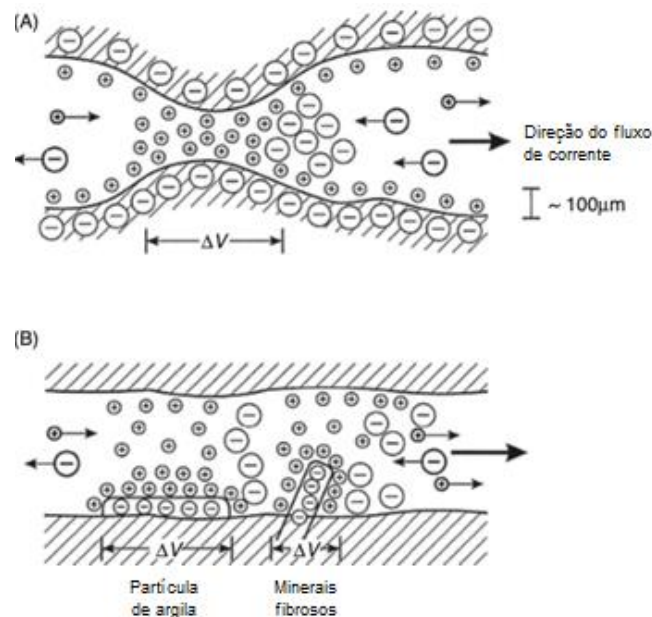 (A)
Direção do fluxo
de corrente
~ 100μm
ΔV
(B)
ΔV
ΔV
Partícula
de argila
Minerais
fibrosos